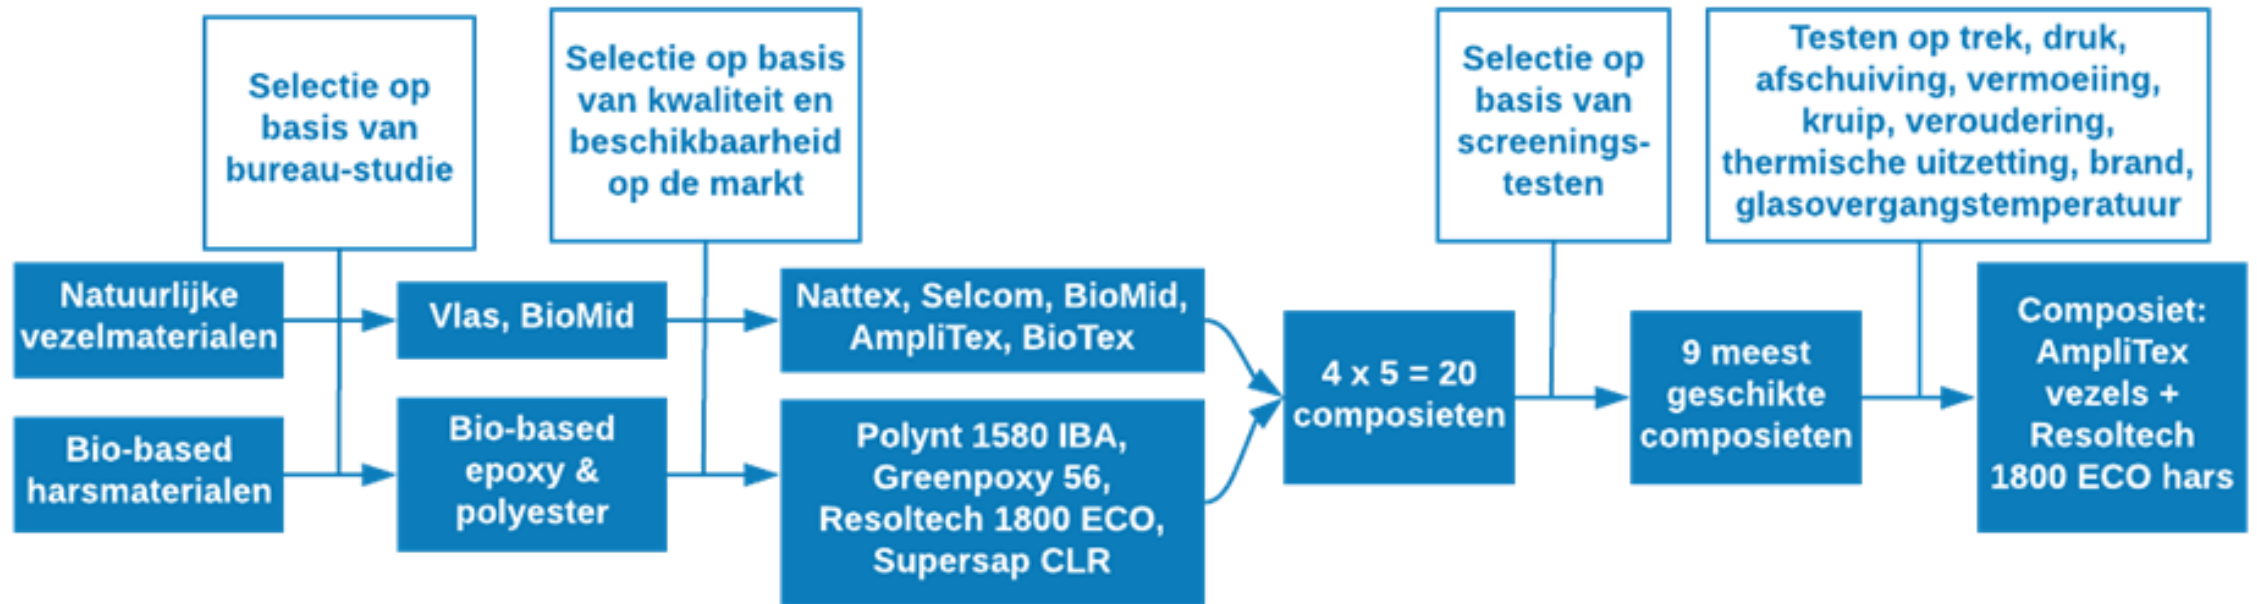 Selectie op
basis van
bureau-studie
Selectie op basis
van kwaliteit en
beschikbaarheid
op de markt
Selectie op
basis van
screenings-
testen
Testen op trek, druk,
afschuiving, vermoeiing,
kruip, veroudering,
thermische uitzetting, brand,
glasovergangstemperatuur
Natuurlijke
vezelmaterialen
Vlas, BioMid
Nattex, Selcom, BioMid,
AmpliTex, BioTex
Bio-based
harsmaterialen
Bio-based
epoxy &
polyester
Polynt 1580 IBA,
Greenpoxy 56,
Resoltech 1800 ECO,
Supersap CLR
4 x 5 = 20
composieten
9 meest
geschikte
composieten
Composiet:
AmpliTex
vezels +
Resoltech
1800 ECO hars